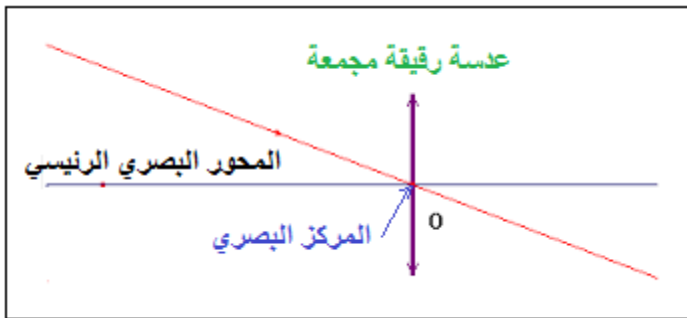 عدسة رقيقة مجمعة
المحور البصري الرئيسي
المركز البصري
O